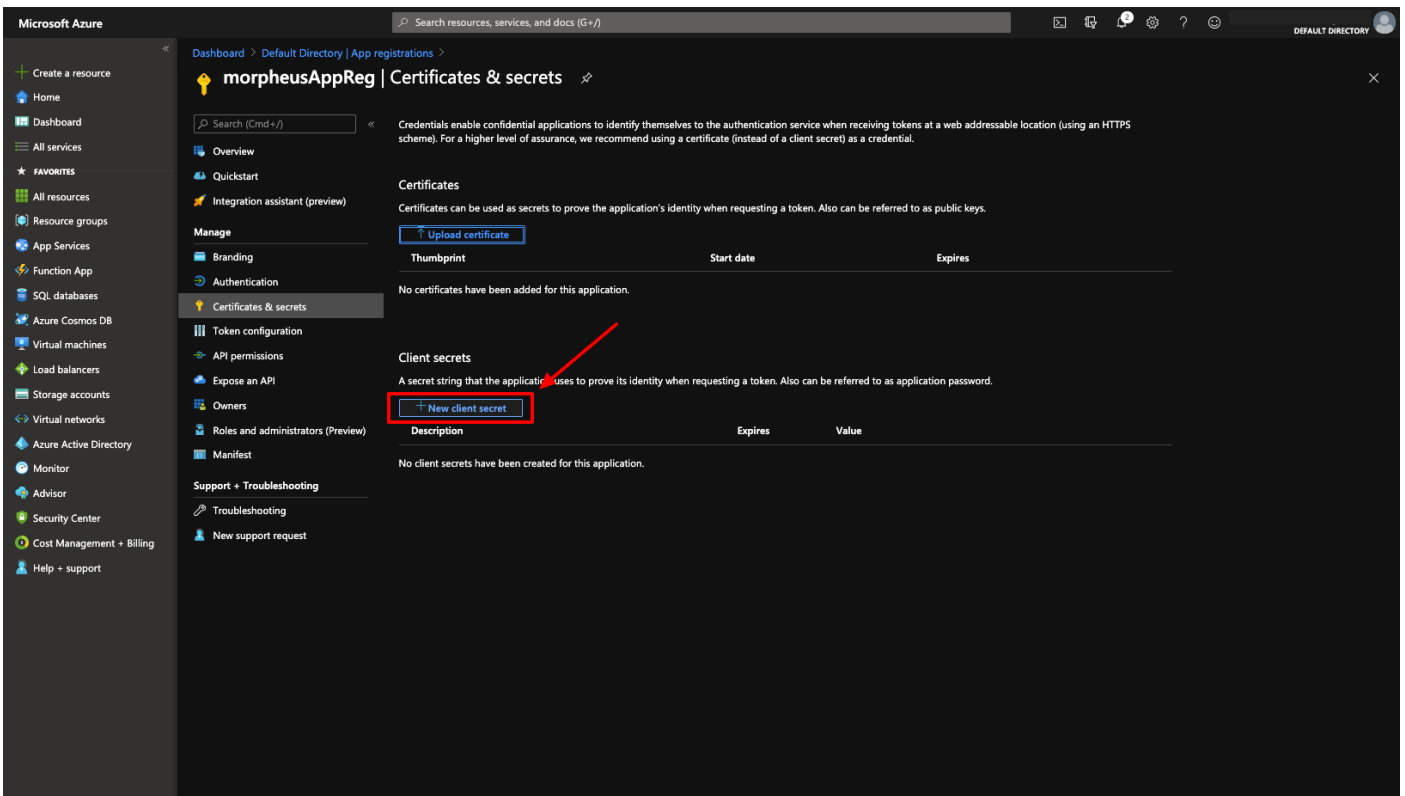 Microsoft Azure
Search resources, services, and docs (G+/)
2
DEFAULT DIRECTORY
Create a resource
Home
Dashboard
All services
FAVORITES
All resources
Resource groups
App Services
Function App
SQL databases
Azure Cosmos DB
Virtual machines
Load balancers
Storage accounts
Virtual networks
Azure Active Directory
Monitor
Advisor
Security Center
Cost Management + Billing
Help + support
Dashboard > Default Directory | App registrations >
morpheusAppReg | Certificates & secrets
Search (Cmd+/)
Overview
Quickstart
Integration assistant (preview)
Manage
Branding
Authentication
Certificates & secrets
Token configuration
API permissions
Expose an API
Owners
Roles and administrators (Preview)
Manifest
Support + Troubleshooting
Troubleshooting
New support request
Credentials enable confidential applications to identify themselves to the authentication service when receiving tokens at a web addressable location (using an HTTPS
scheme). For a higher level of assurance, we recommend using a certificate (instead of a client secret) as a credential.
Certificates
Certificates can be used as secrets to prove the application's identity when requesting a token. Also can be referred to as public keys.
Upload certificate
Thumbprint Start date Expires
No certificates have been added for this application.
Client secrets
A secret string that the application uses to prove its identity when requesting a token. Also can be referred to as application password.
New client secret
Description Expires Value
No client secrets have been created for this application.